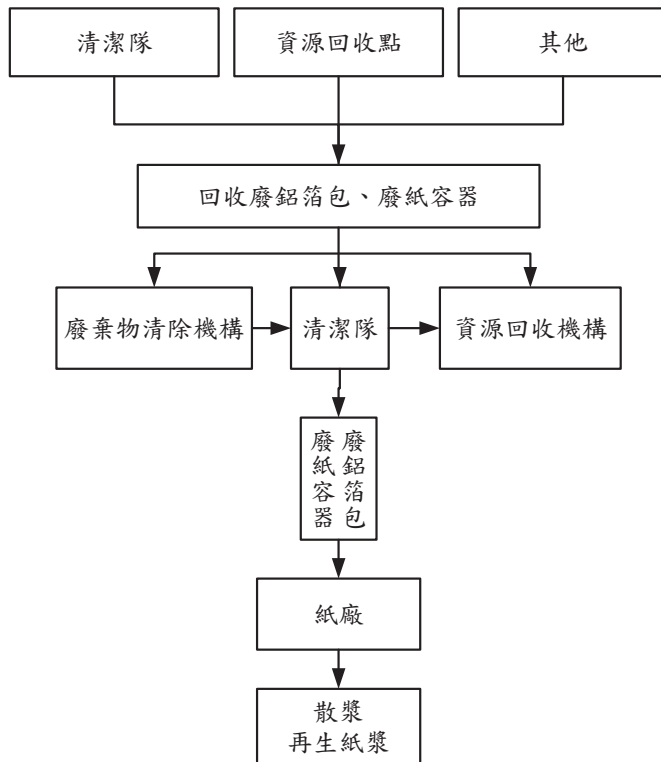 清潔隊
資源回收點
其他
回收廢鋁箔包、廢紙容器
廢棄物清除機構
清潔隊
資源回收機構
廢鋁箔包
廢紙容器
紙廠
散漿
再生紙漿